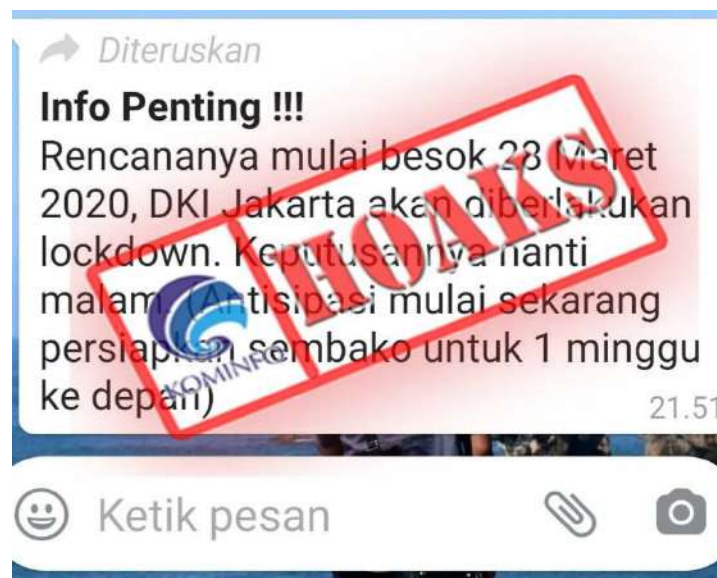 Diteruskan
Info Penting !!!
Rencananya mulai besok 28 Maret
2020, DKI Jakarta akan diberlakukan
lockdown. Keputusannya nanti
malam. (Antisipasi mulai sekarang
persiapkan sembako untuk 1 minggu
ke depan)
21.51
HOAKS
KOMINFO
Ketik pesan